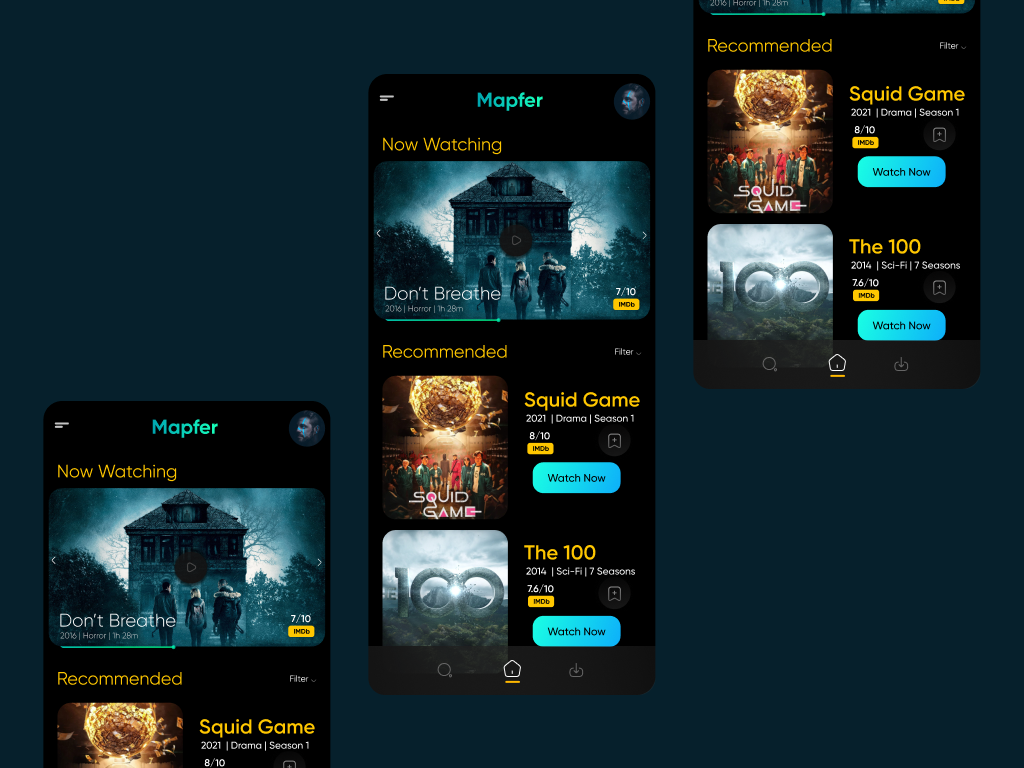 Mapfer
Now Watching
Don't Breathe
2016 | Horror | 1h 28m
7/10
IMDb
Recommended
Filter
Squid Game
2021 | Drama | Season 1
8/10
Mapfer
Now Watching
Don't Breathe
2016 | Horror | 1h 28m
7/10
IMDb
Recommended
Filter
SQUID
GAME
Squid Game
2021 | Drama | Season 1
8/10
IMDb
Watch Now
100
The 100
2014 | Sci-Fi | 7 Seasons
7.6/10
IMDb
Watch Now
2016 | Horror | 1h 28m
IMDb
Recommended
Filter
SQUID
GAME
Squid Game
2021 | Drama | Season 1
8/10
IMDb
Watch Now
100
The 100
2014 | Sci-Fi | 7 Seasons
7.6/10
IMDb
Watch Now